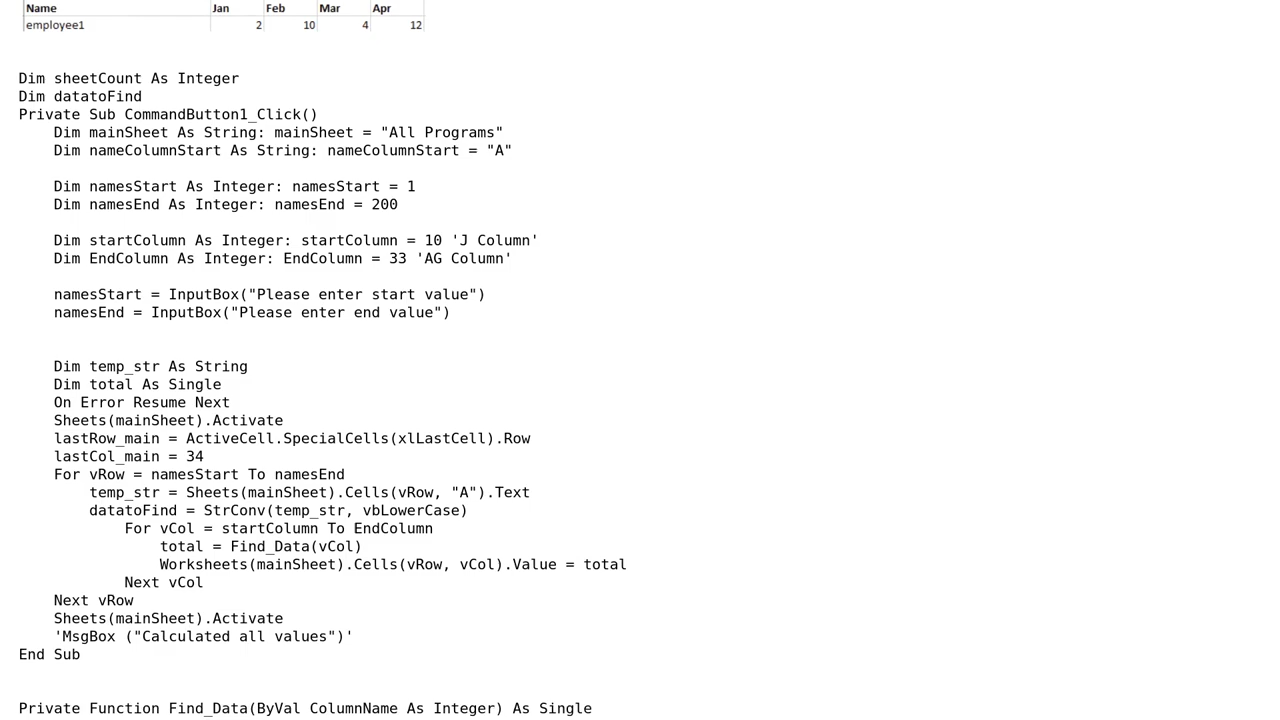 Name Jan Feb Mar Apr
employee1 2 10 4 12
Dim sheetCount As Integer
Dim datatoFind
Private Sub CommandButton1_Click()
    Dim mainSheet As String: mainSheet = "All Programs"
    Dim nameColumnStart As String: nameColumnStart = "A"
    Dim namesStart As Integer: namesStart = 1
    Dim namesEnd As Integer: namesEnd = 200
    Dim startColumn As Integer: startColumn = 10 'J Column'
    Dim EndColumn As Integer: EndColumn = 33 'AG Column'
    namesStart = InputBox("Please enter start value")
    namesEnd = InputBox("Please enter end value")
    Dim temp_str As String
    Dim total As Single
    On Error Resume Next
    Sheets(mainSheet).Activate
    lastRow_main = ActiveCell.SpecialCells(xlLastCell).Row
    lastCol_main = 34
    For vRow = namesStart To namesEnd
        temp_str = Sheets(mainSheet).Cells(vRow, "A").Text
        datatoFind = StrConv(temp_str, vbLowerCase)
            For vCol = startColumn To EndColumn
                total = Find_Data(vCol)
                Worksheets(mainSheet).Cells(vRow, vCol).Value = total
            Next vCol
    Next vRow
    Sheets(mainSheet).Activate
    'MsgBox ("Calculated all values")'
End Sub
Private Function Find_Data(ByVal ColumnName As Integer) As Single